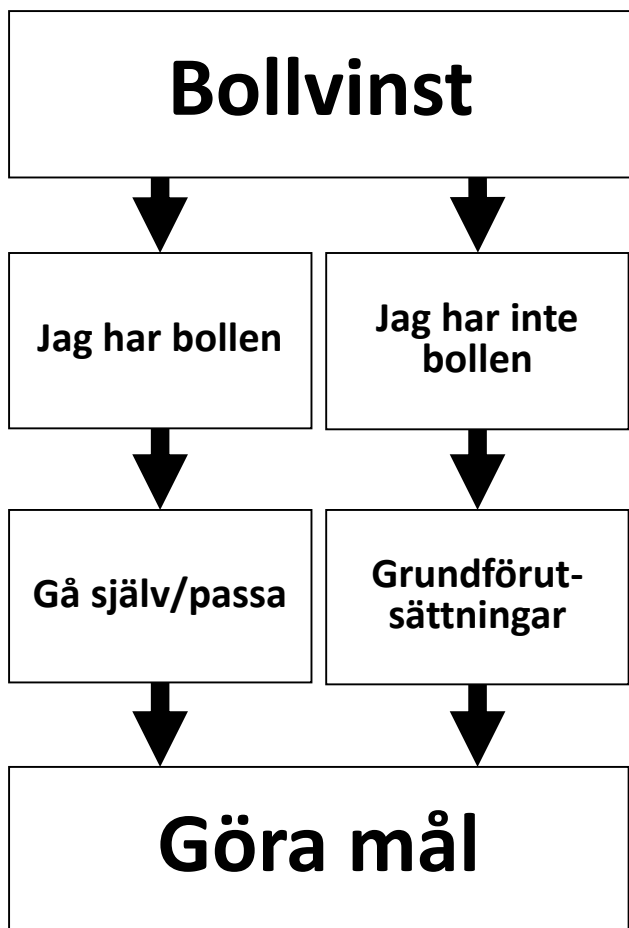 Bollvinst
Jag har bollen
Jag har inte
bollen
Gå själv/passa
Grundförut-
sättningar
Göra mål